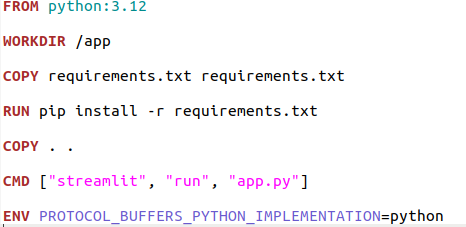 FROM python:3.12
WORKDIR /app
COPY requirements.txt requirements.txt
RUN pip install -r requirements.txt
COPY . .
CMD ["streamlit", "run", "app.py"]
ENV PROTOCOL_BUFFERS_PYTHON_IMPLEMENTATION=python